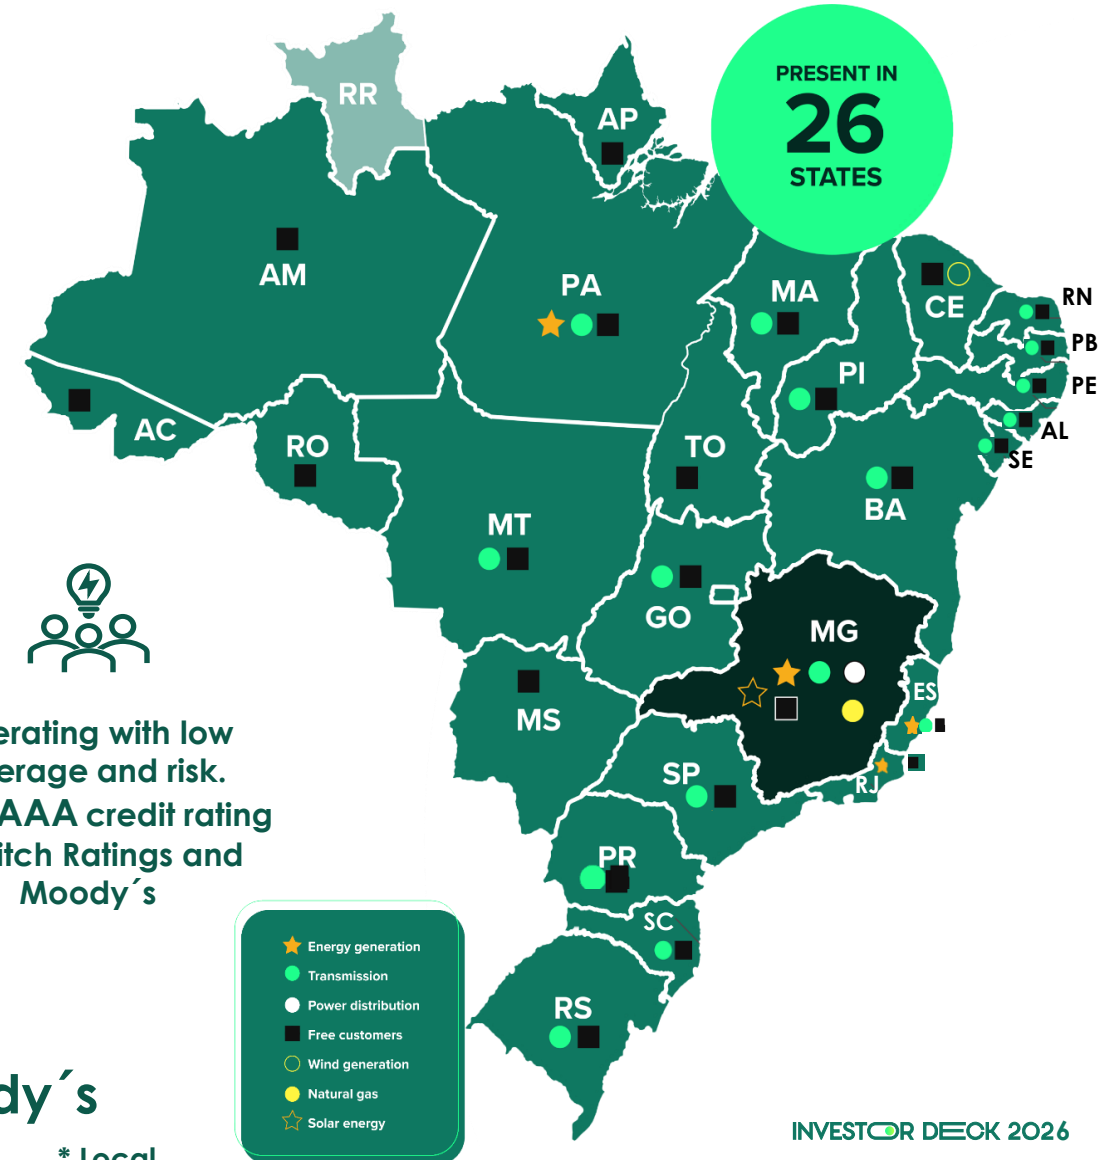 PRESENT IN
26
STATES
RR
AP
AM
PA
MA
CE
RN
PB
PI
PE
AC
RO
TO
AL
SE
BA
MT
GO
MG
MS
ES
SP
RJ
PR
SC
RS
erating with low
erage and risk.
AAA credit rating
itch Ratings and
Moody´s
dy´s
* Local
Energy generation
Transmission
Power distribution
Free customers
Wind generation
Natural gas
Solar energy
INVESTOR DECK 2026